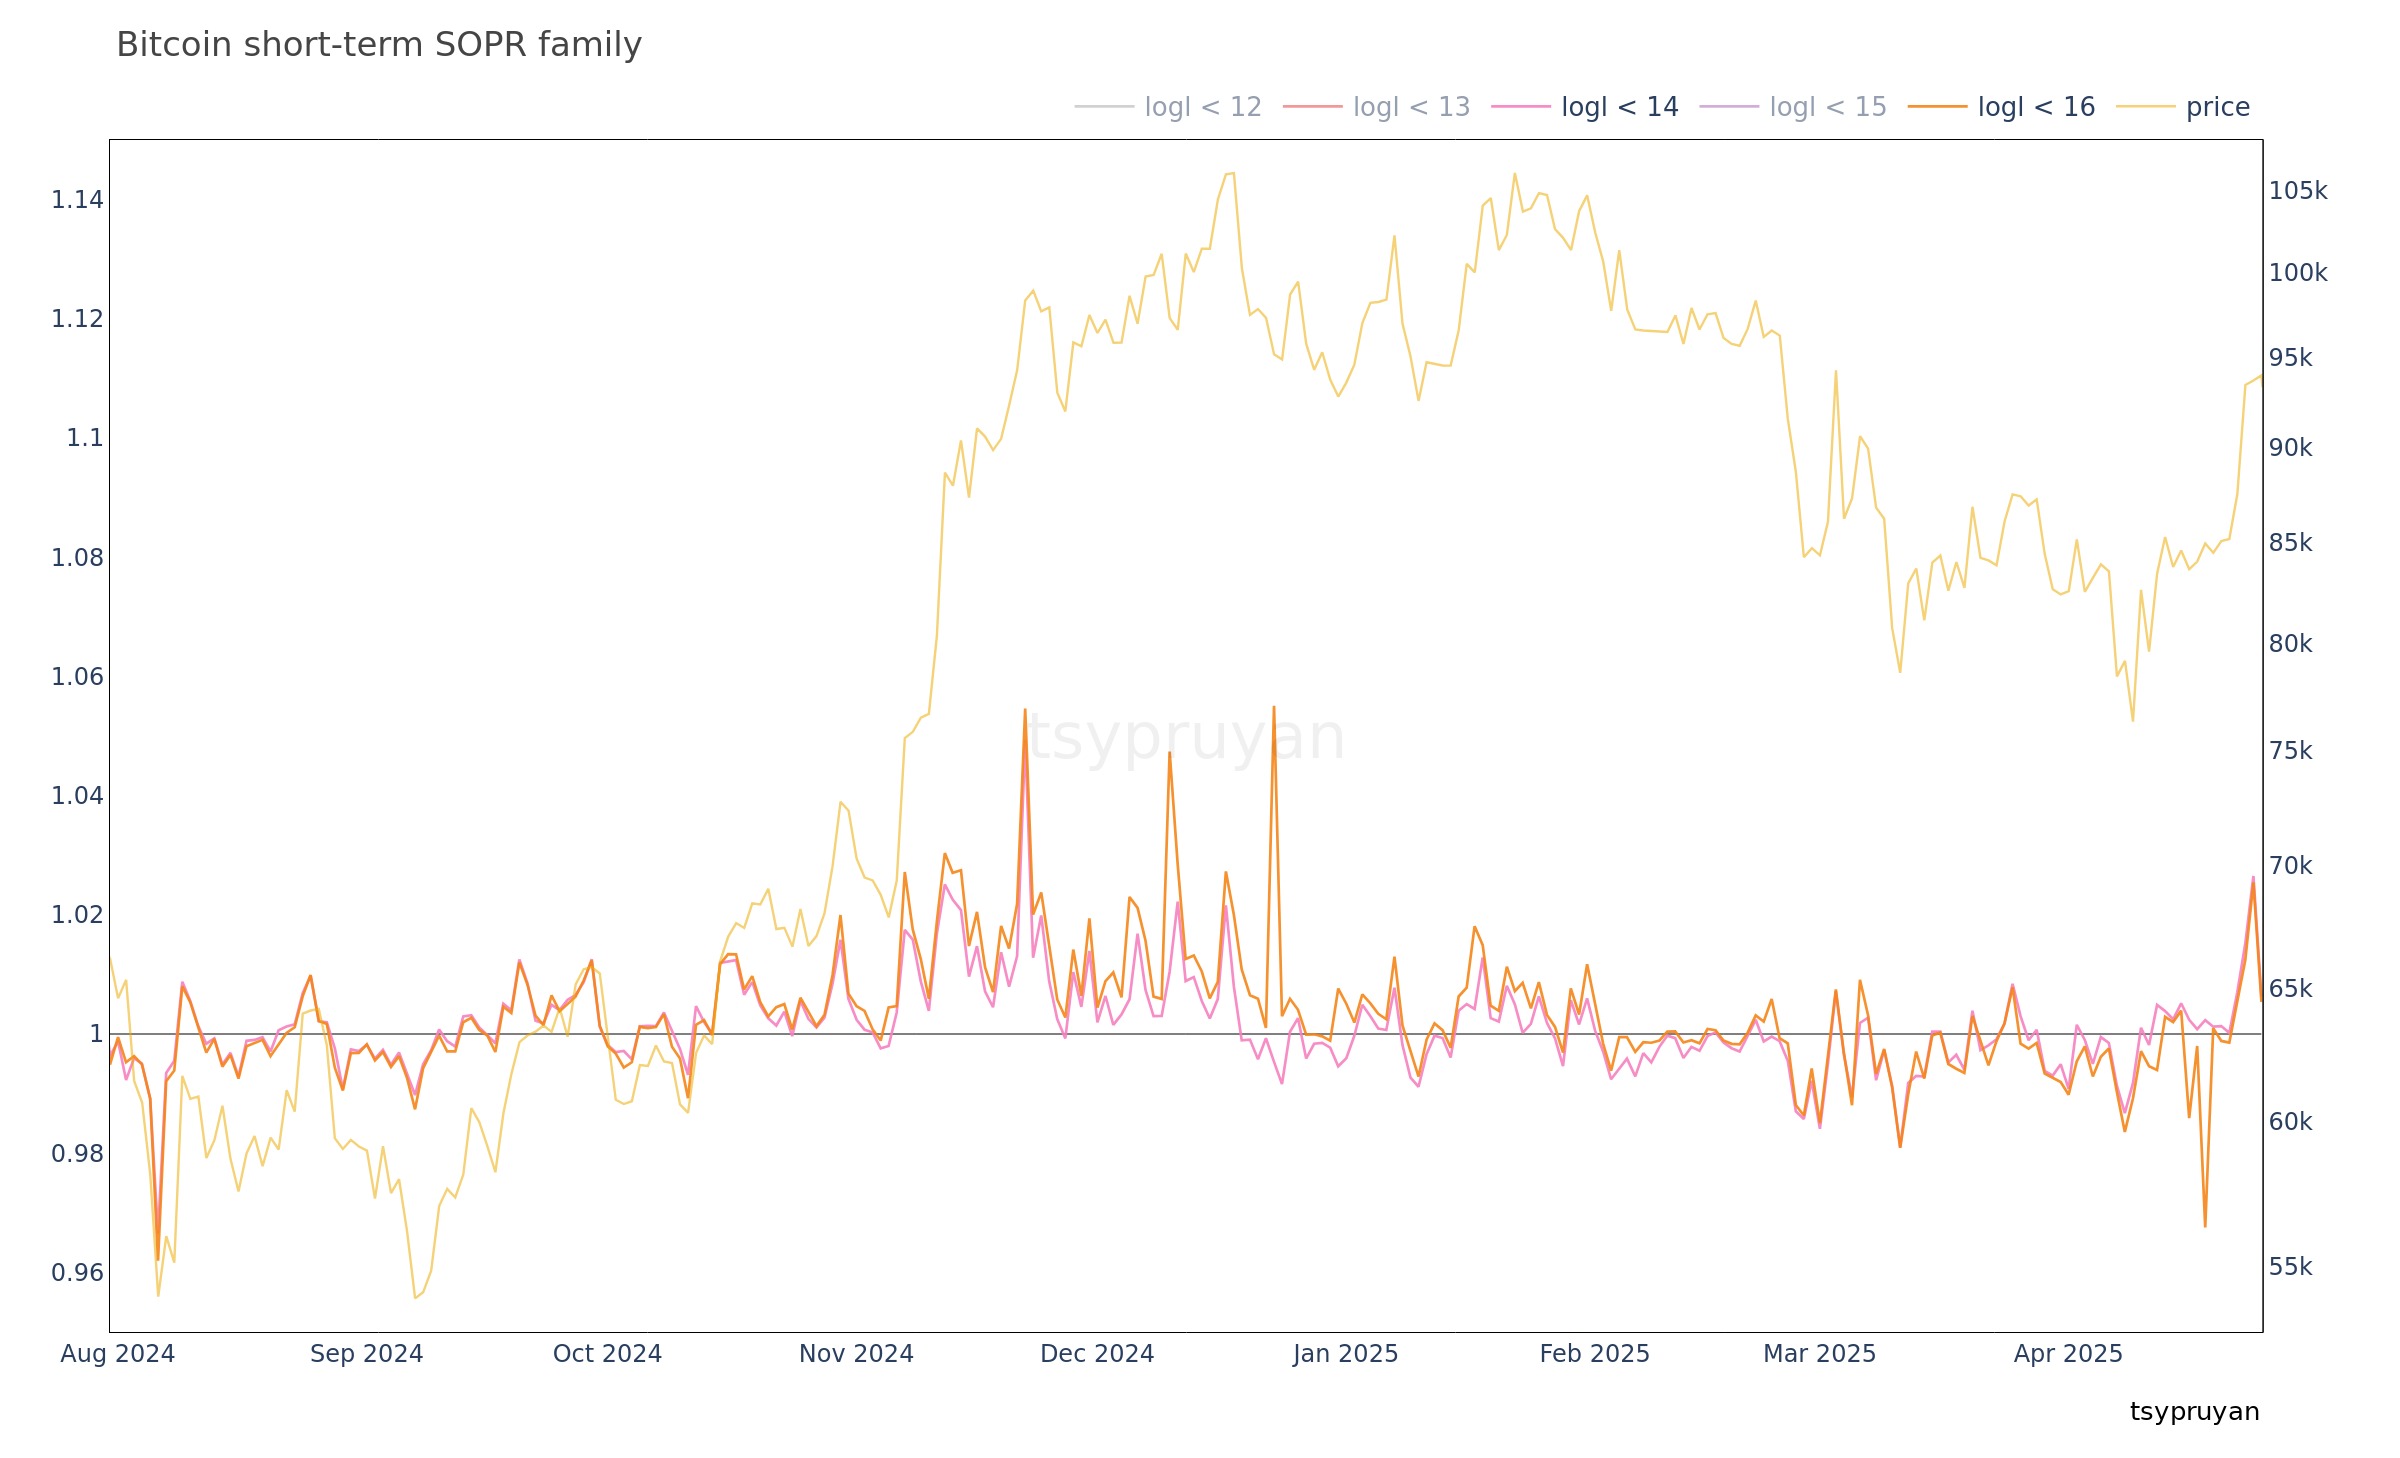 Bitcoin short-term SOPR family
logl < 12 logl < 13 logl < 14 logl < 15 logl < 16 price
1.14 105k
1.12 100k
1.1 95k
1.08 90k
1.06 85k
1.04 80k
1.02 75k
1 70k
0.98 65k
0.96 60k
55k
tsypruyan
Aug 2024 Sep 2024 Oct 2024 Nov 2024 Dec 2024 Jan 2025 Feb 2025 Mar 2025 Apr 2025
tsypruyan